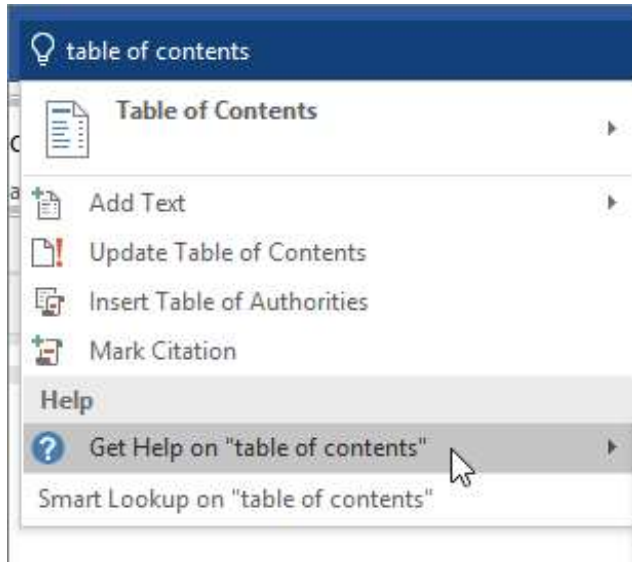 table of contents
Table of Contents
Add Text
Update Table of Contents
Insert Table of Authorities
Mark Citation
Help
Get Help on "table of contents"
Smart Lookup on "table of contents"